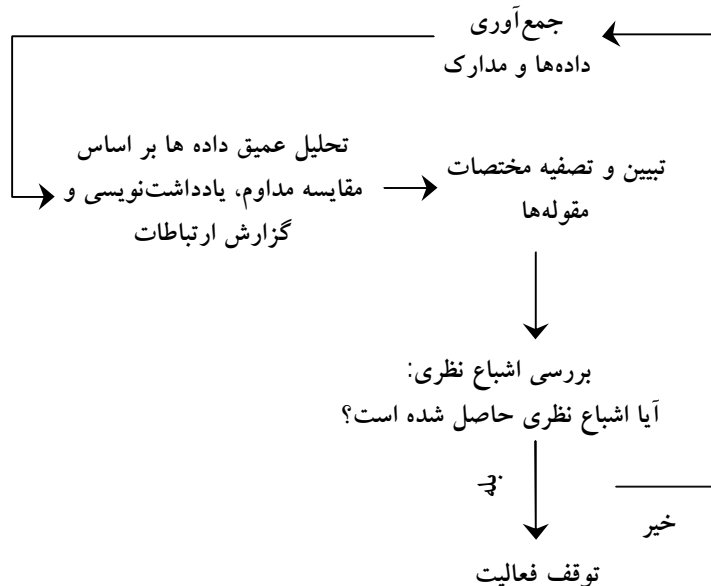 جمع‌آوری
داده‌ها و مدارک
تحلیل عمیق داده ها بر اساس
مقایسه مداوم، یادداشت‌نویسی و
گزارش ارتباطات
تبیین و تصفیه مختصات
مقوله‌ها
بررسی اشباع نظری:
آیا اشباع نظری حاصل شده است؟
بله
خیر
توقف فعالیت